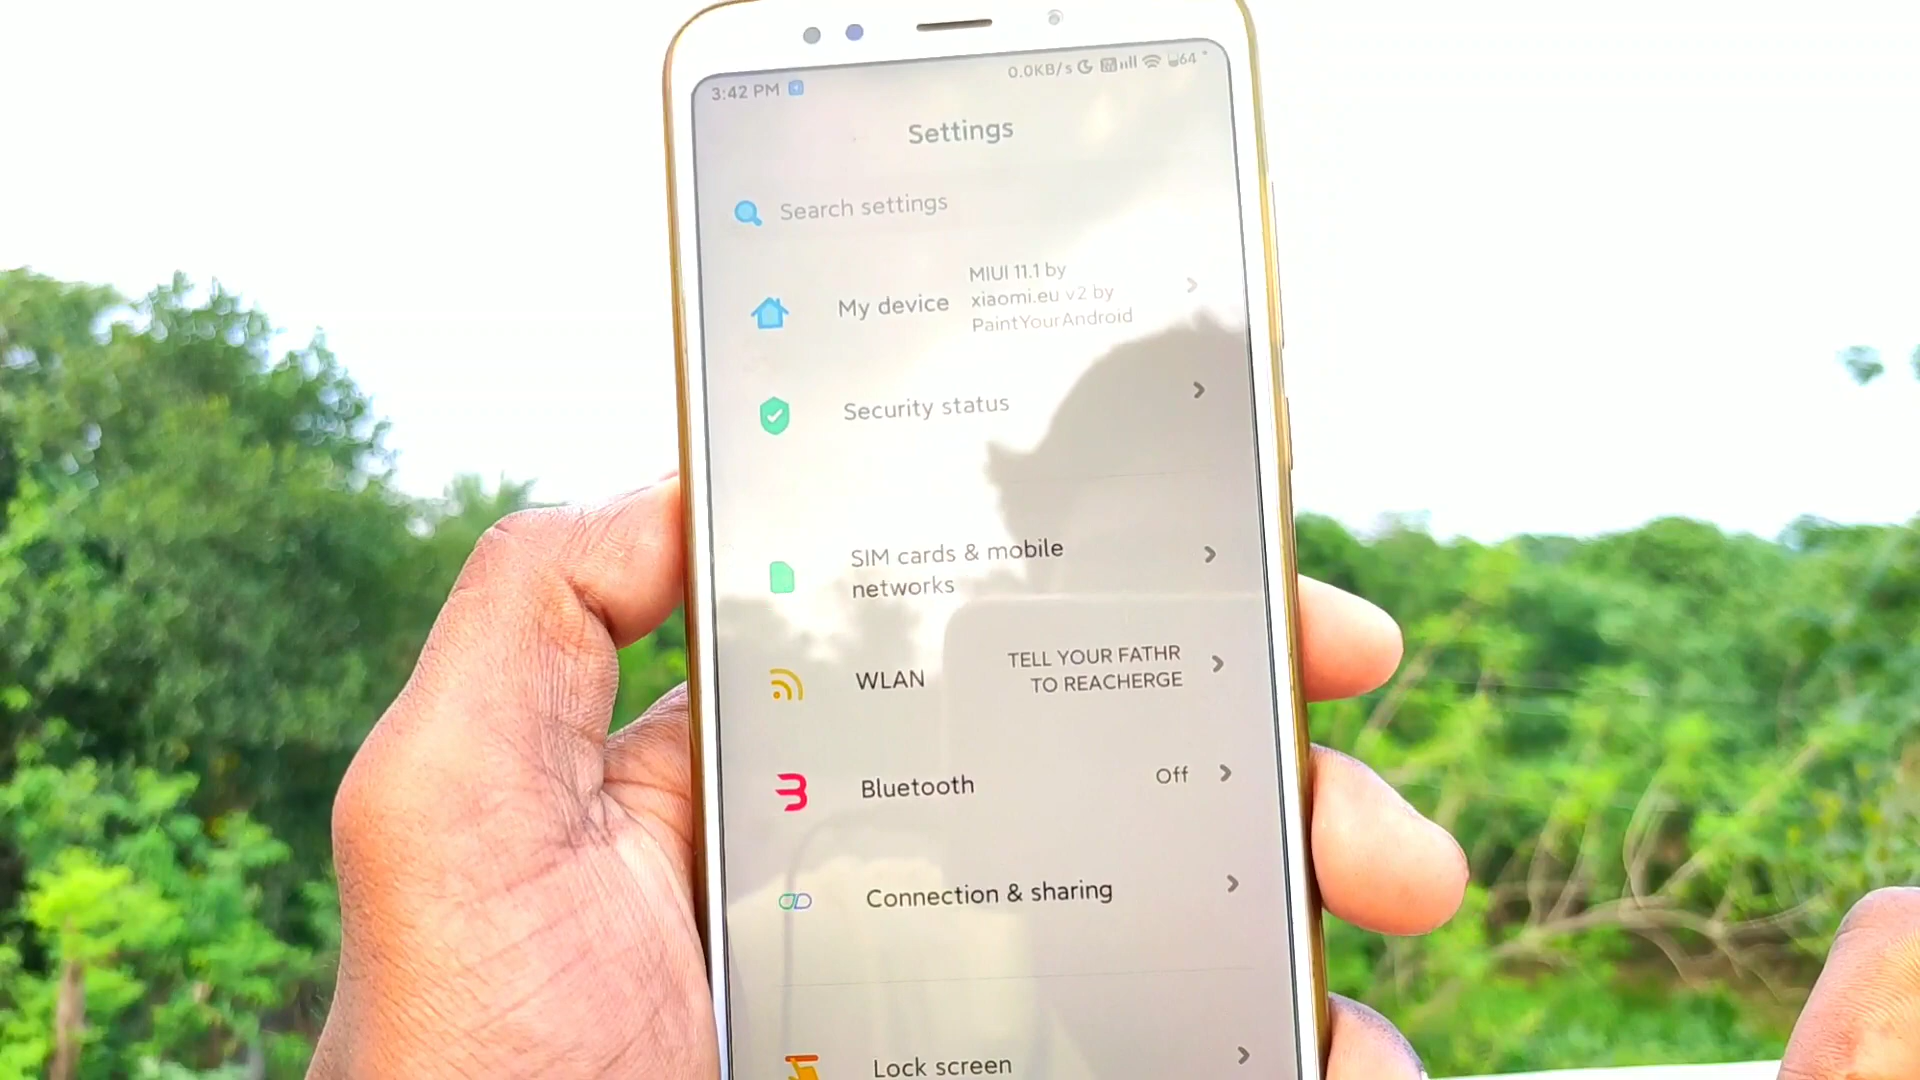 3:42 PM 0.0KB/s 64
Settings
Search settings
My device
MIUI 11.1 by
xiaomi.eu v2 by
PaintYourAndroid
Security status
SIM cards & mobile
networks
WLAN
TELL YOUR FATHR
TO REACHERGE
Bluetooth Off
Connection & sharing
Lock screen